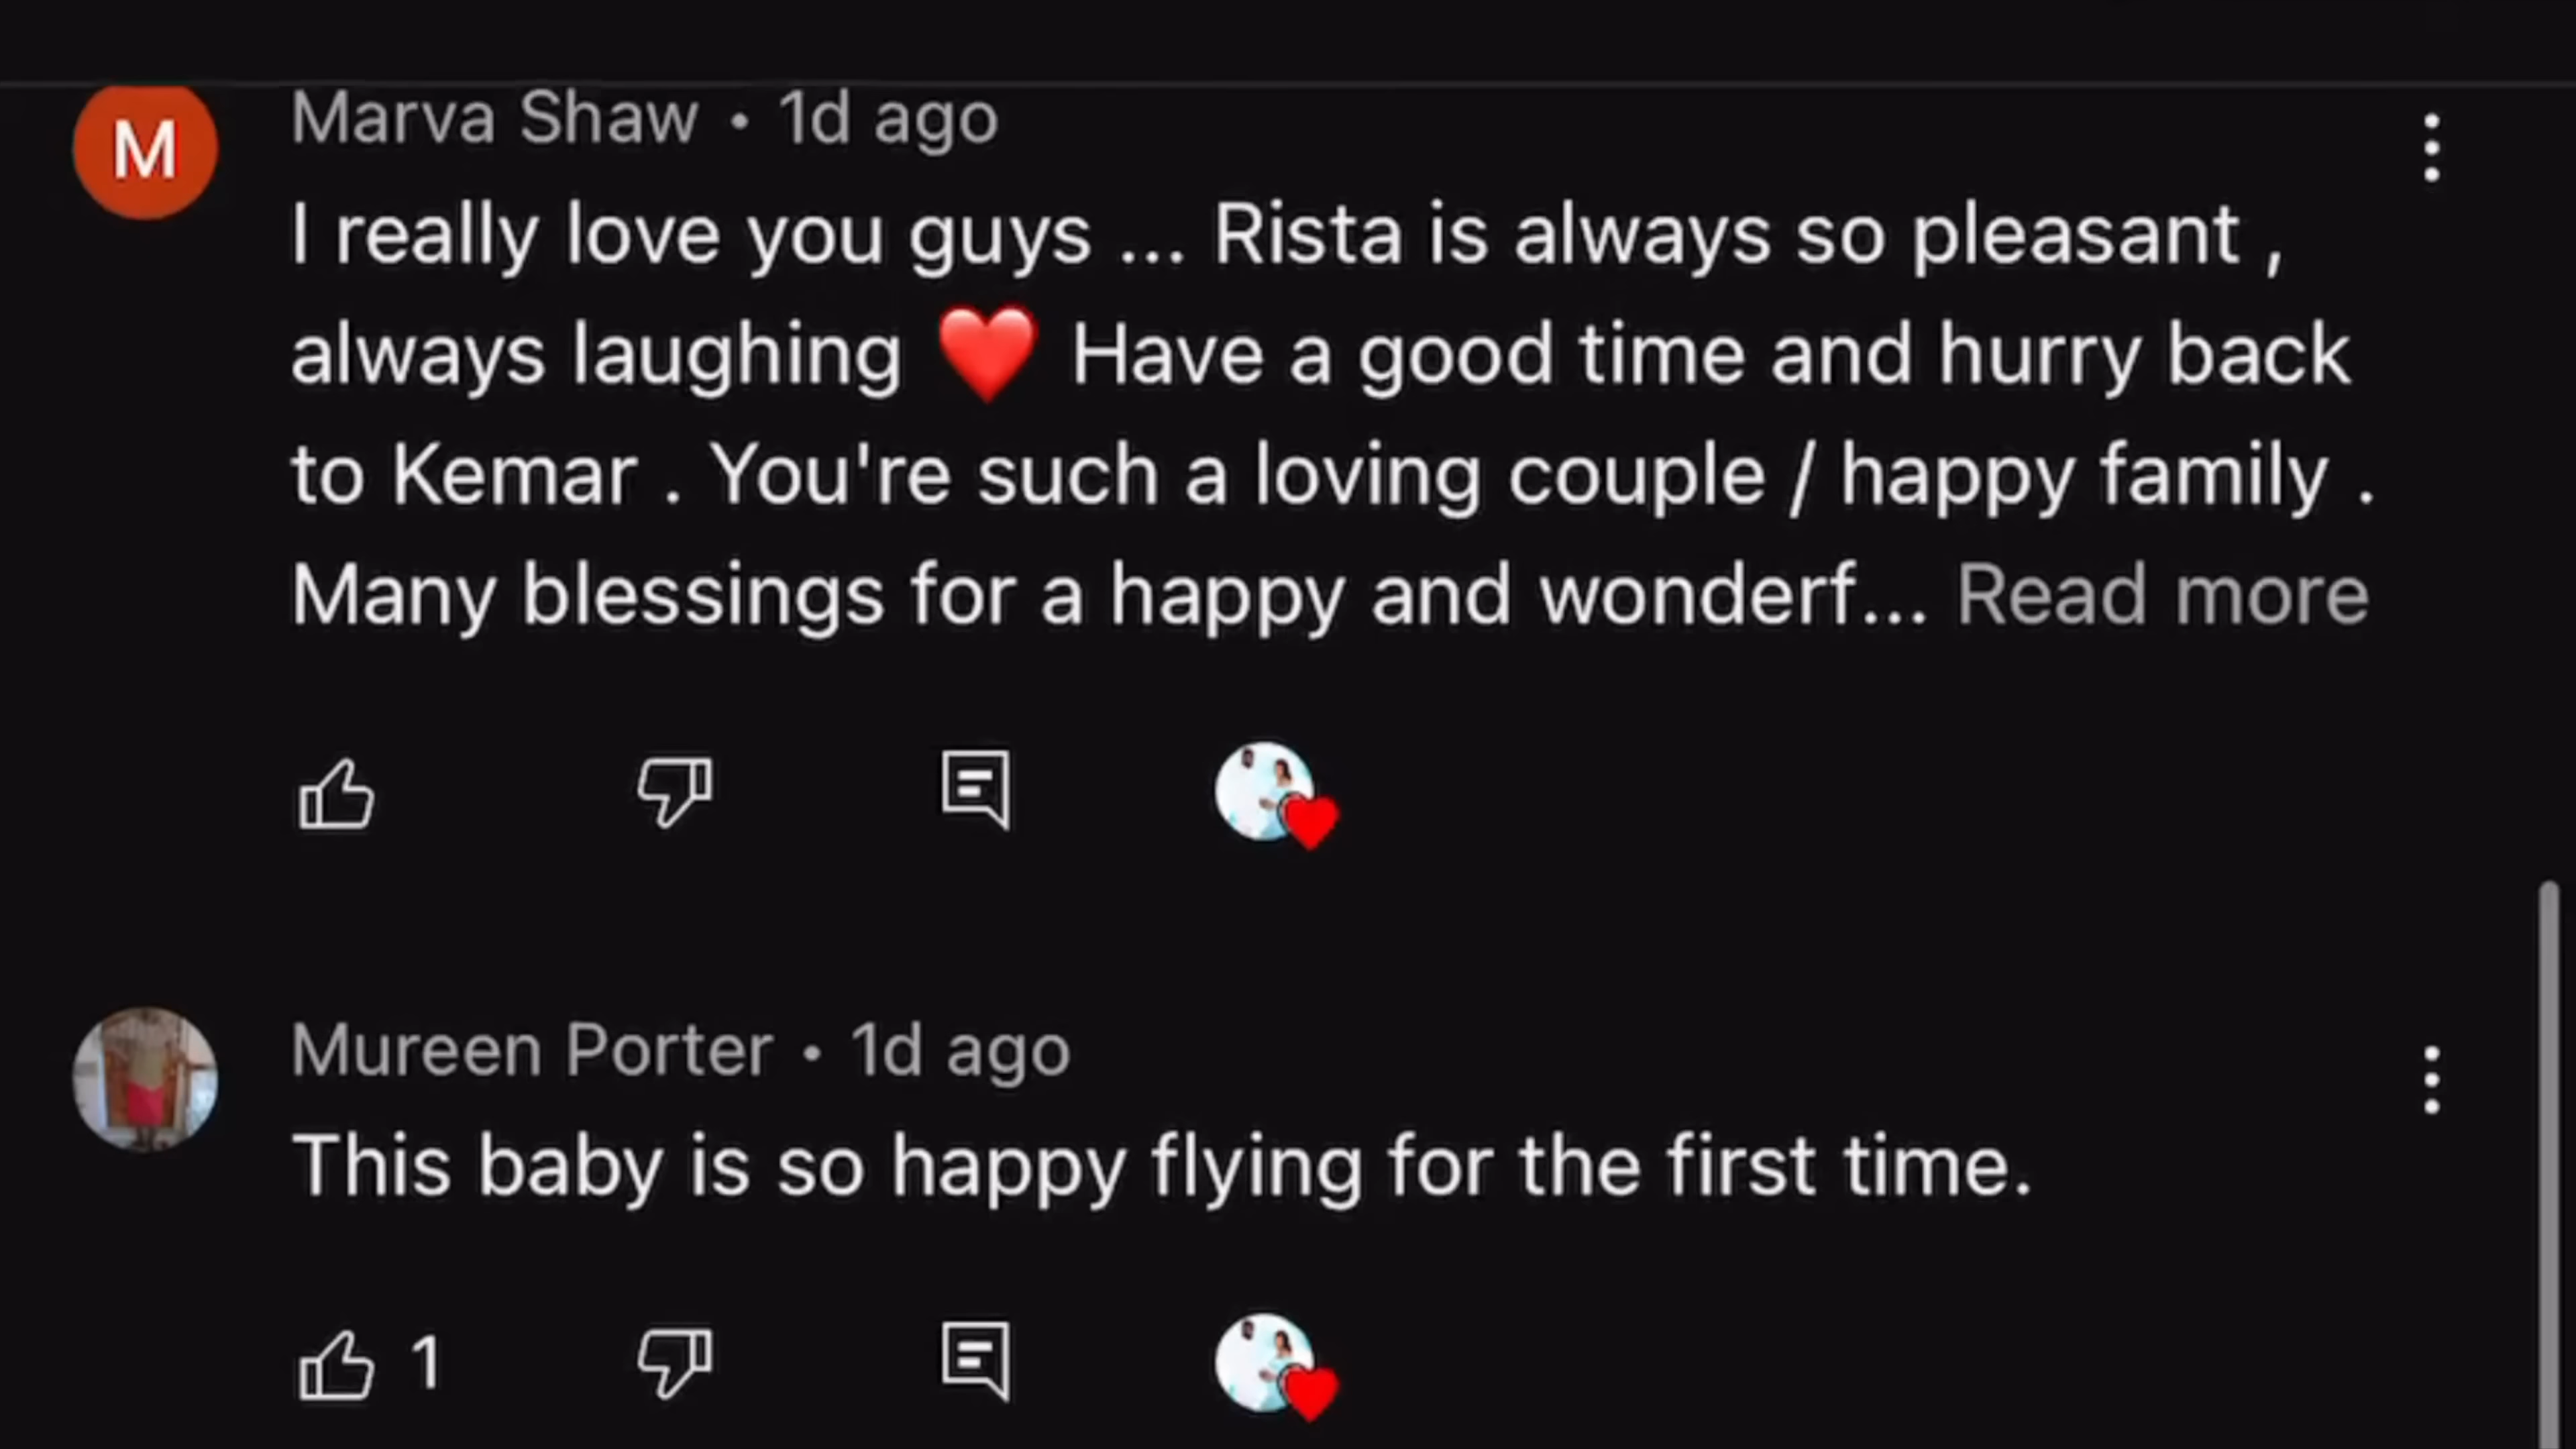 M
Marva Shaw • 1d ago
I really love you guys ... Rista is always so pleasant ,
always laughing ❤️ Have a good time and hurry back
to Kemar . You're such a loving couple / happy family .
Many blessings for a happy and wonderf... Read more
Mureen Porter • 1d ago
This baby is so happy flying for the first time.
1